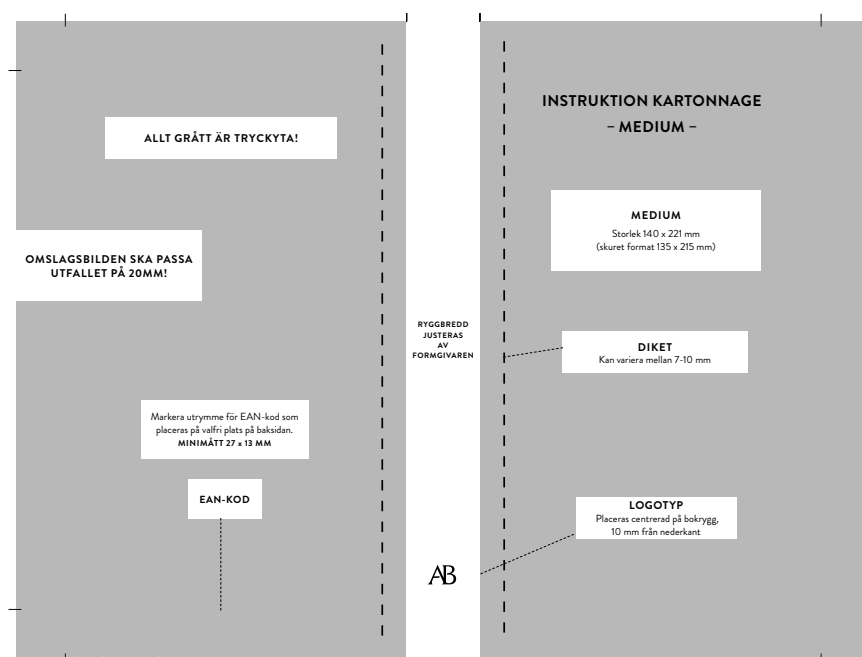 ALLT GRÅTT ÄR TRYCKYTA!
OMSLAGSBILDEN SKA PASSA
UTFALLET PÅ 20MM!
Markera utrymme för EAN-kod som
placeras på valfri plats på baksidan.
MINIMÅTT 27 x 13 MM
EAN-KOD
RYGGBREDD
JUSTERAS
AV
FORMGIVAREN
AB
INSTRUKTION KARTONNAGE
– MEDIUM –
MEDIUM
Storlek 140 x 221 mm
(skuret format 135 x 215 mm)
DIKET
Kan variera mellan 7-10 mm
LOGOTYP
Placeras centrerad på bokrygg,
10 mm från nederkant